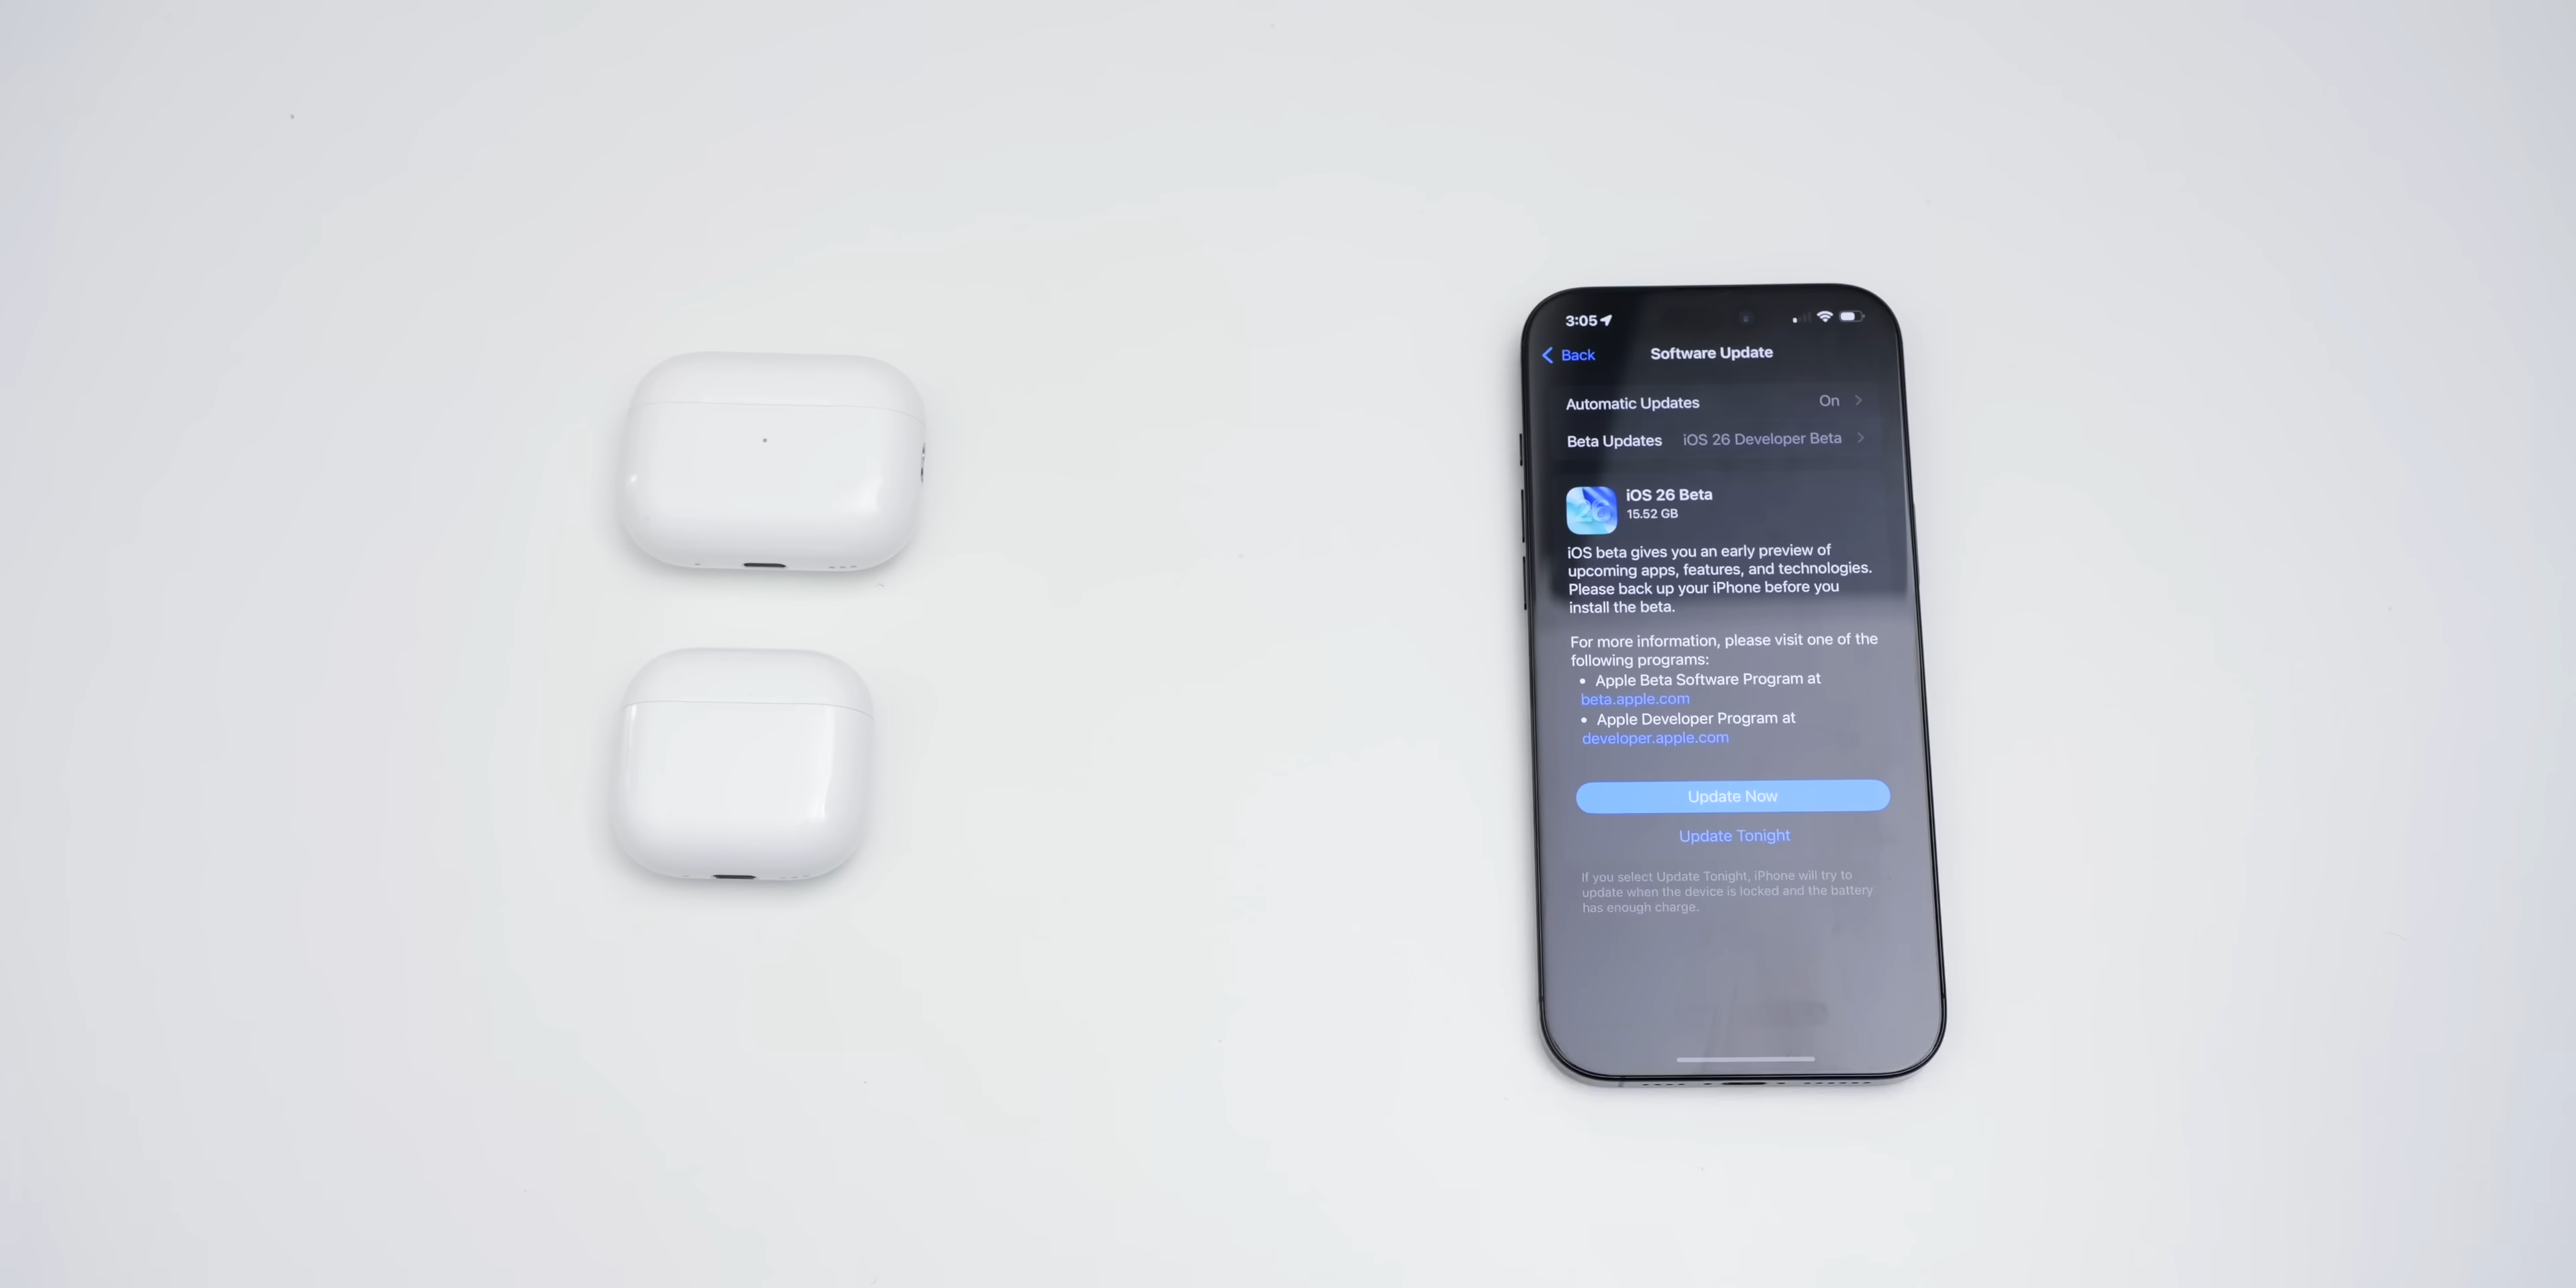 3:05
Back
Software Update
Automatic Updates On
Beta Updates iOS 26 Developer Beta
26
iOS 26 Beta
15.52 GB
iOS beta gives you an early preview of
upcoming apps, features, and technologies.
Please back up your iPhone before you
install the beta.
For more information, please visit one of the
following programs:
• Apple Beta Software Program at
beta.apple.com
• Apple Developer Program at
developer.apple.com
Update Now
Update Tonight
If you select Update Tonight, iPhone will try to
update when the device is locked and the battery
has enough charge.